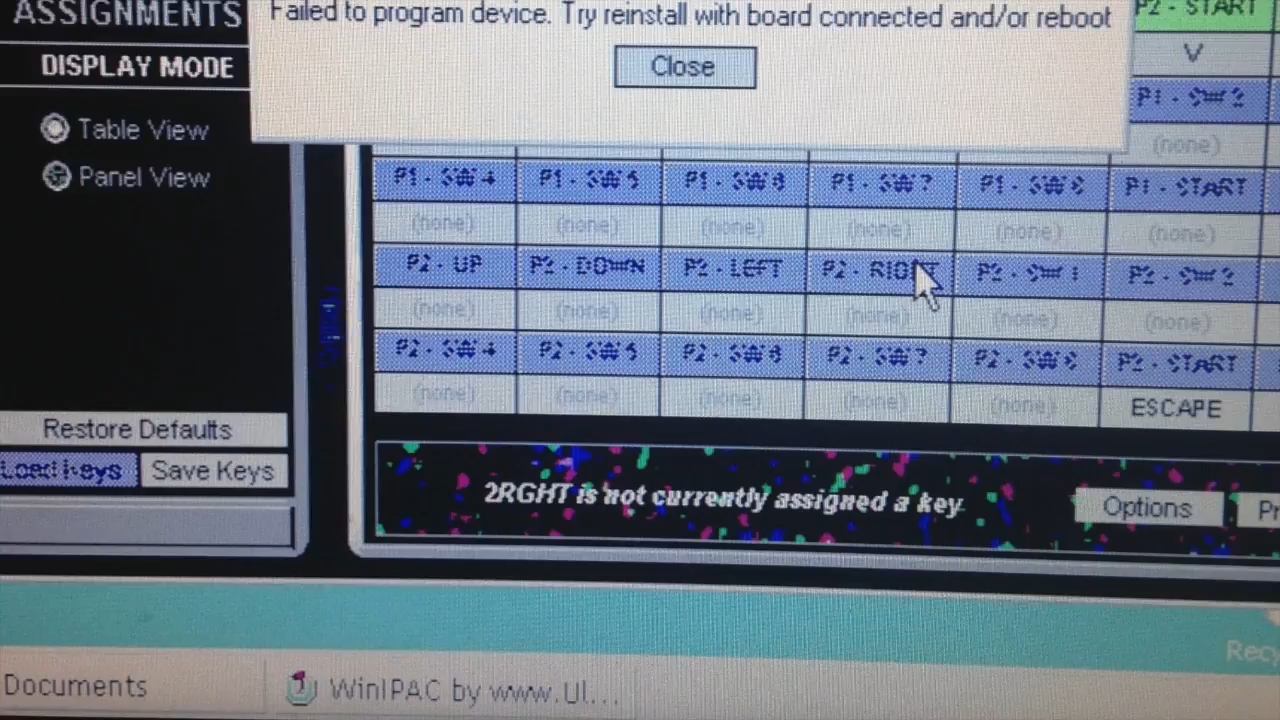 ASSIGNMENTS
Failed to program device. Try reinstall with board connected and/or reboot
P2 - START
Close
V
DISPLAY MODE
P1 - SW 2
Table View
(none)
Panel View
P1 - SW 4 P1 - SW 5 P1 - SW 6 P1 - SW 7 P1 - SW 8 P1 - START
(none) (none) (none) (none) (none) (none)
P2 - UP P2 - DOWN P2 - LEFT P2 - RIGHT P2 - SW 1 P2 - SW 2
(none) (none) (none) (none) (none) (none)
P2 - SW 4 P2 - SW 5 P2 - SW 6 P2 - SW 7 P2 - SW 8 P2 - START
(none) (none) (none) (none) (none) ESCAPE
Restore Defaults
Load Keys Save Keys
2RGHT is not currently assigned a key
Options
Documents
WinIPAC by www.Ul...